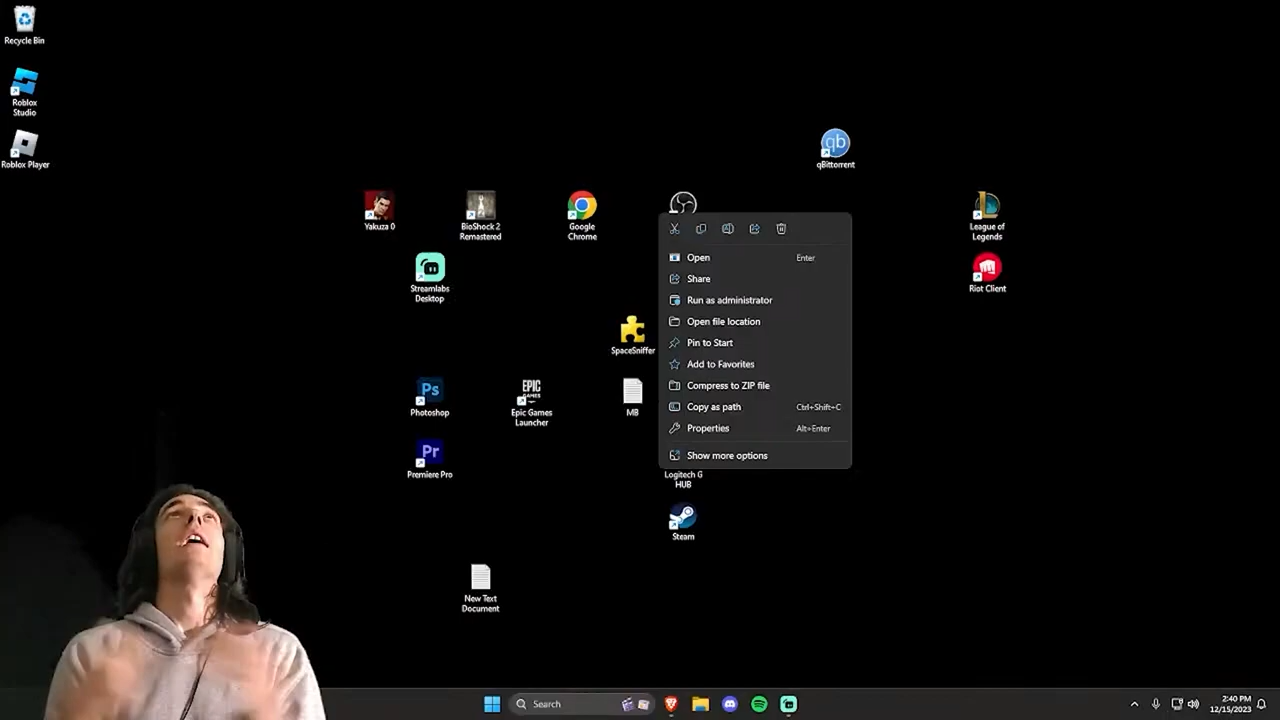 Recycle Bin
Roblox
Studio
Roblox Player
qb
qBittorrent
Yakuza 0
BioShock 2
Remastered
Google
Chrome
League of
Legends
Streamlabs
Desktop
Riot Client
Open Enter
Share
Run as administrator
Open file location
Pin to Start
Add to Favorites
Compress to ZIP file
Copy as path Ctrl+Shift+C
Properties Alt+Enter
Show more options
SpaceSniffer
Ps
Photoshop
EPIC
GAMES
Epic Games
Launcher
MB
Pr
Premiere Pro
Logitech G
HUB
Steam
New Text
Document
Search
2:40 PM
12/15/2023